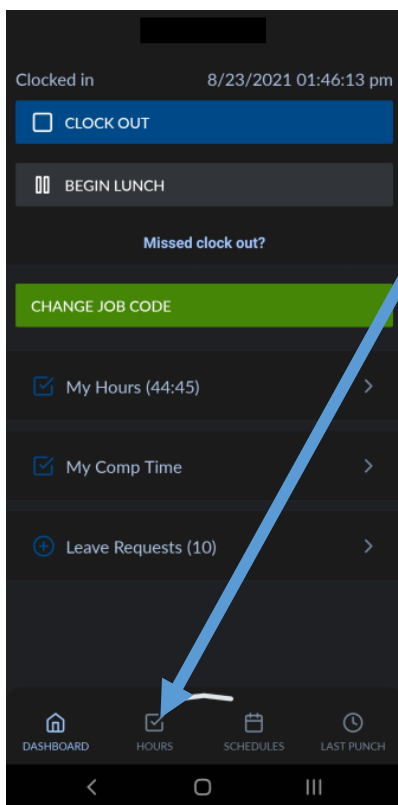 Clocked in 8/23/2021 01:46:13 pm
CLOCK OUT
BEGIN LUNCH
Missed clock out?
CHANGE JOB CODE
My Hours (44:45)
My Comp Time
Leave Requests (10)
DASHBOARD HOURS SCHEDULES LAST PUNCH